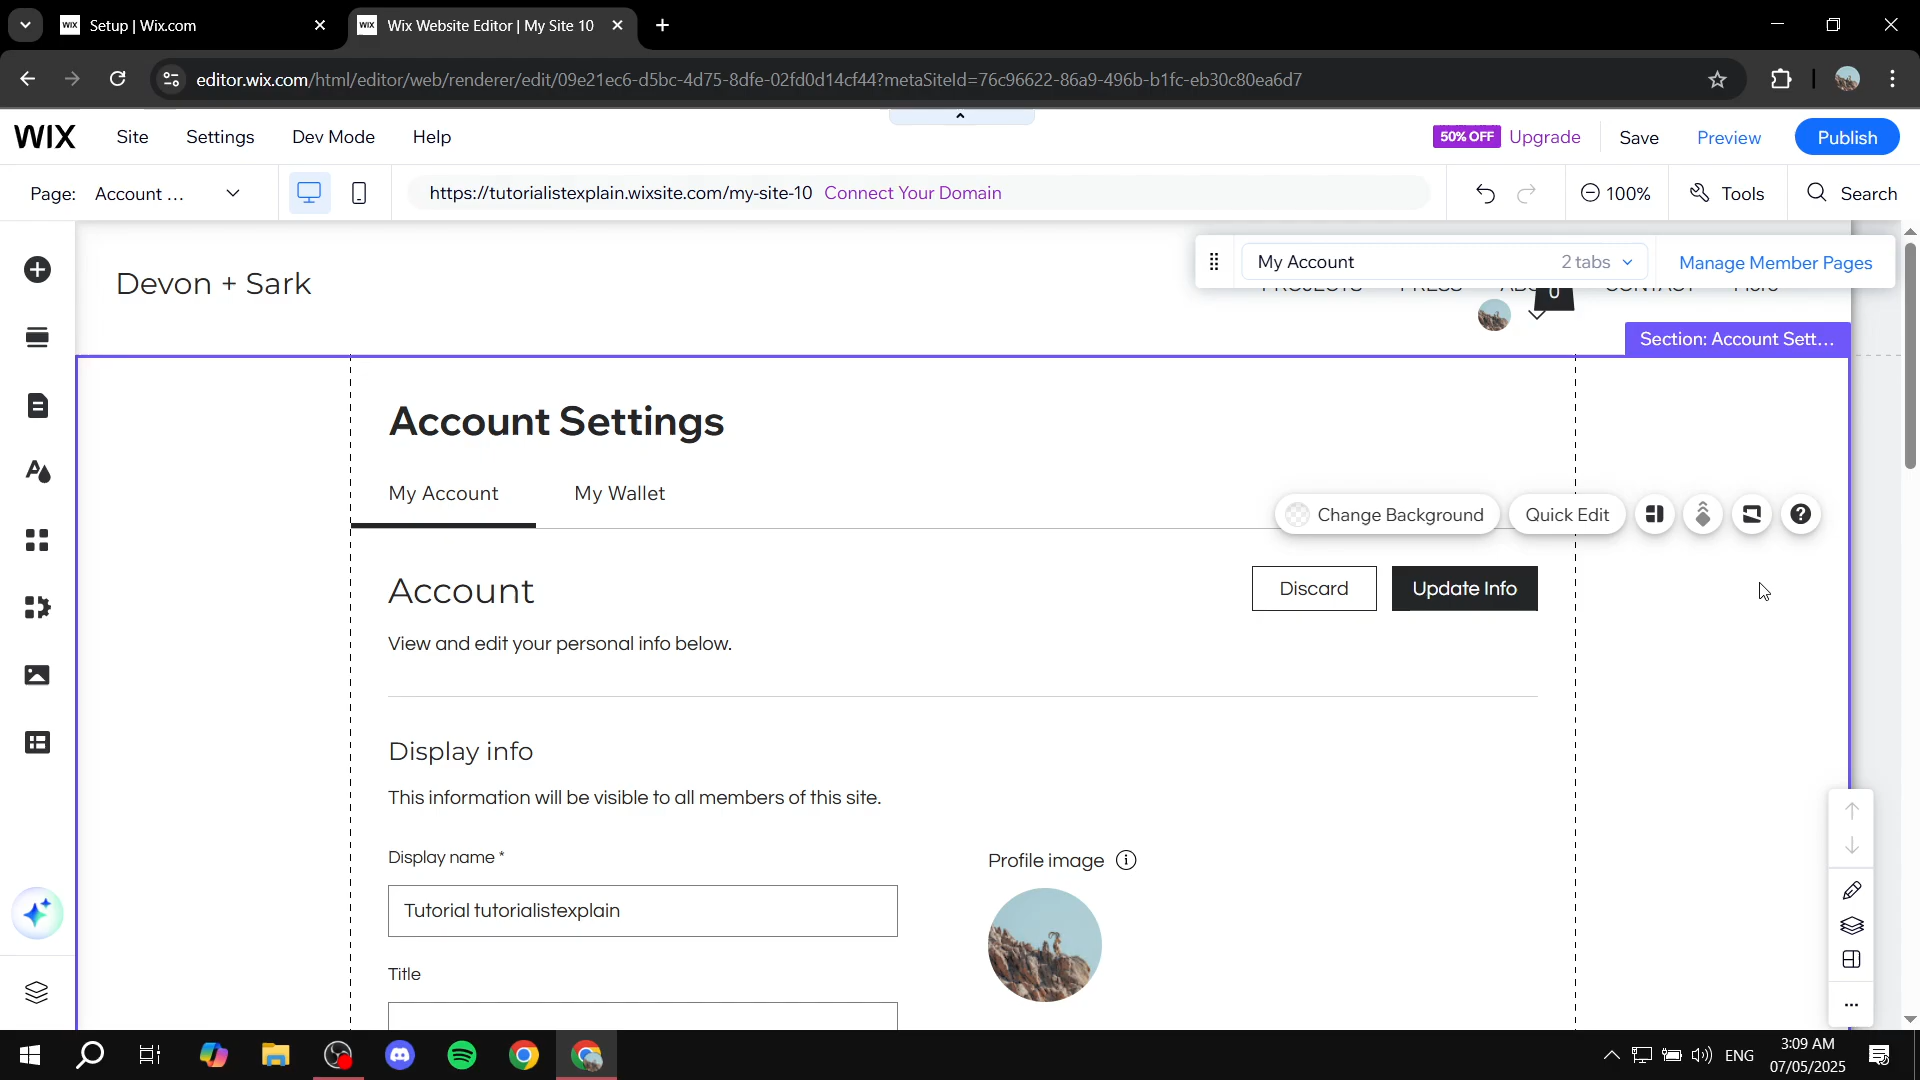 Setup | Wix.com
Wix Website Editor | My Site 10
editor.wix.com/html/editor/web/renderer/edit/09e21ec6-d5bc-4d75-8dfe-02fd0d14cf44?metaSiteId=76c96622-86a9-496b-b1fc-eb30c80ea6d7
WIX Site Settings Dev Mode Help 50% OFF Upgrade Save Preview Publish
Page: Account ... https://tutorialistexplain.wixsite.com/my-site-10 Connect Your Domain 100% Tools Search
My Account 2 tabs Manage Member Pages
Devon + Sark
PROJECTS PRESS CONTACT More
0
Section: Account Sett...
Account Settings
My Account My Wallet
Change Background Quick Edit
Account
Discard Update Info
View and edit your personal info below.
Display info
This information will be visible to all members of this site.
Display name *
Profile image
Tutorial tutorialistexplain
Title
ENG
3:09 AM
07/05/2025